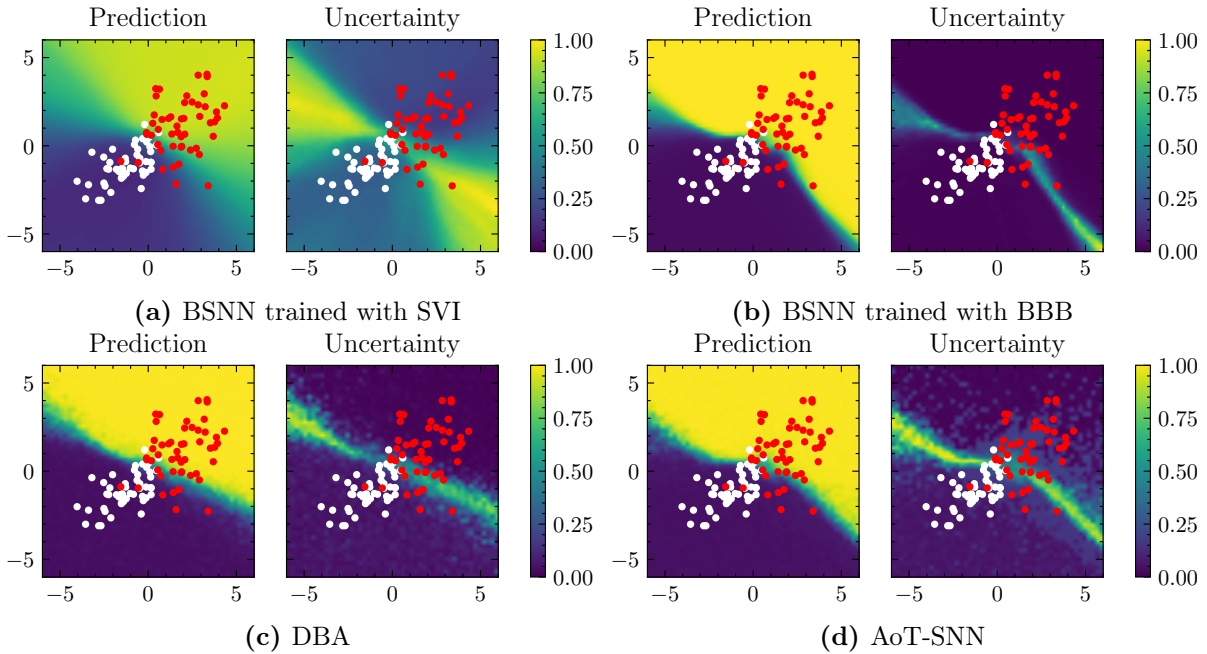 Prediction Uncertainty Prediction Uncertainty
5 1.00 5 1.00
0.75 0.75
0 0.50 0 0.50
0.25 0.25
−5 0.00 −5 0.00
−5 0 5 −5 0 5 −5 0 5 −5 0 5
(a) BSNN trained with SVI (b) BSNN trained with BBB
Prediction Uncertainty Prediction Uncertainty
5 1.00 5 1.00
0.75 0.75
0 0.50 0 0.50
0.25 0.25
−5 0.00 −5 0.00
−5 0 5 −5 0 5 −5 0 5 −5 0 5
(c) DBA (d) AoT-SNN